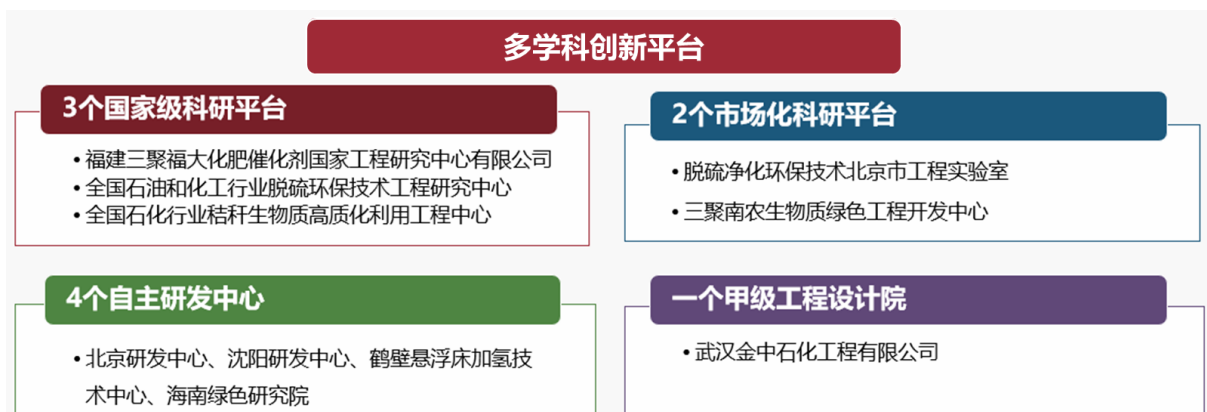 多学科创新平台
3个国家级科研平台
• 福建三聚福大化肥催化剂国家工程研究中心有限公司
• 全国石油和化工行业脱硫环保技术工程研究中心
• 全国石化行业秸秆生物质高质化利用工程中心
2个市场化科研平台
• 脱硫净化环保技术北京市工程实验室
• 三聚南农生物质绿色工程开发中心
4个自主研发中心
• 北京研发中心、沈阳研发中心、鹤壁悬浮床加氢技
术中心、海南绿色研究院
一个甲级工程设计院
• 武汉金中石化工程有限公司